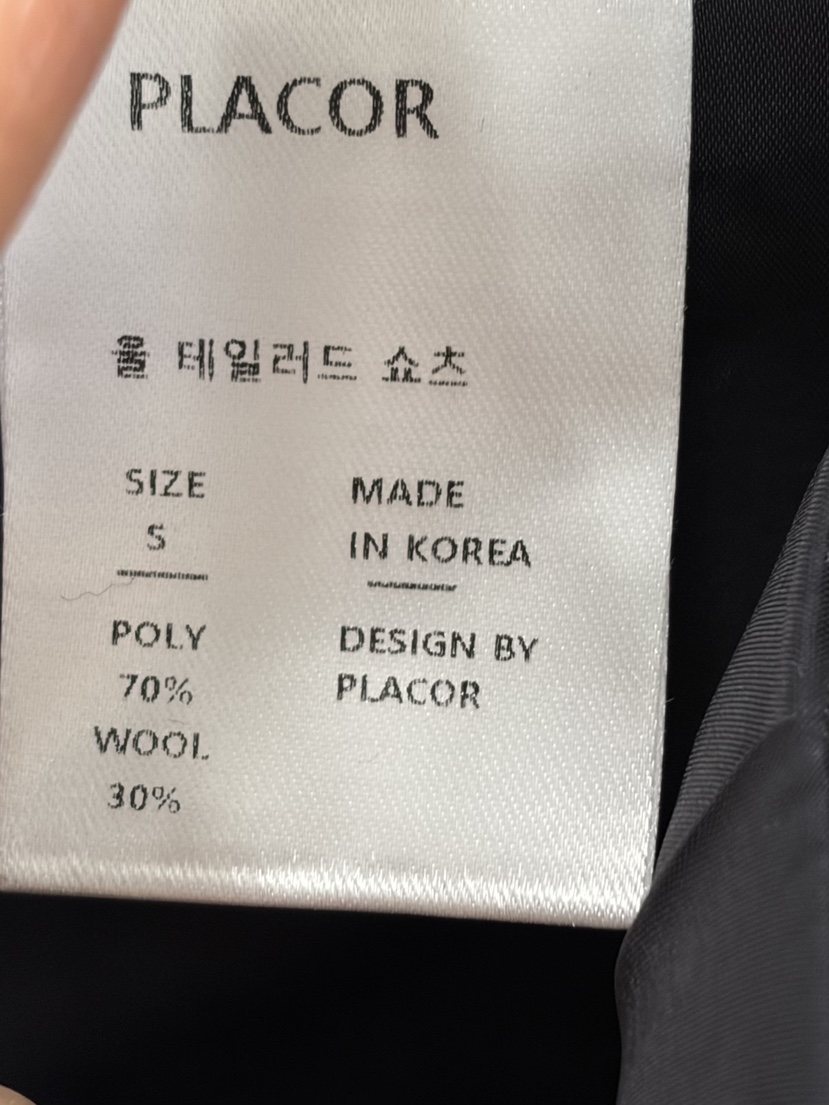 PLACOR
울 테일러드 쇼츠
SIZE
S
POLY
70%
WOOL
30%
MADE
IN KOREA
DESIGN BY
PLACOR